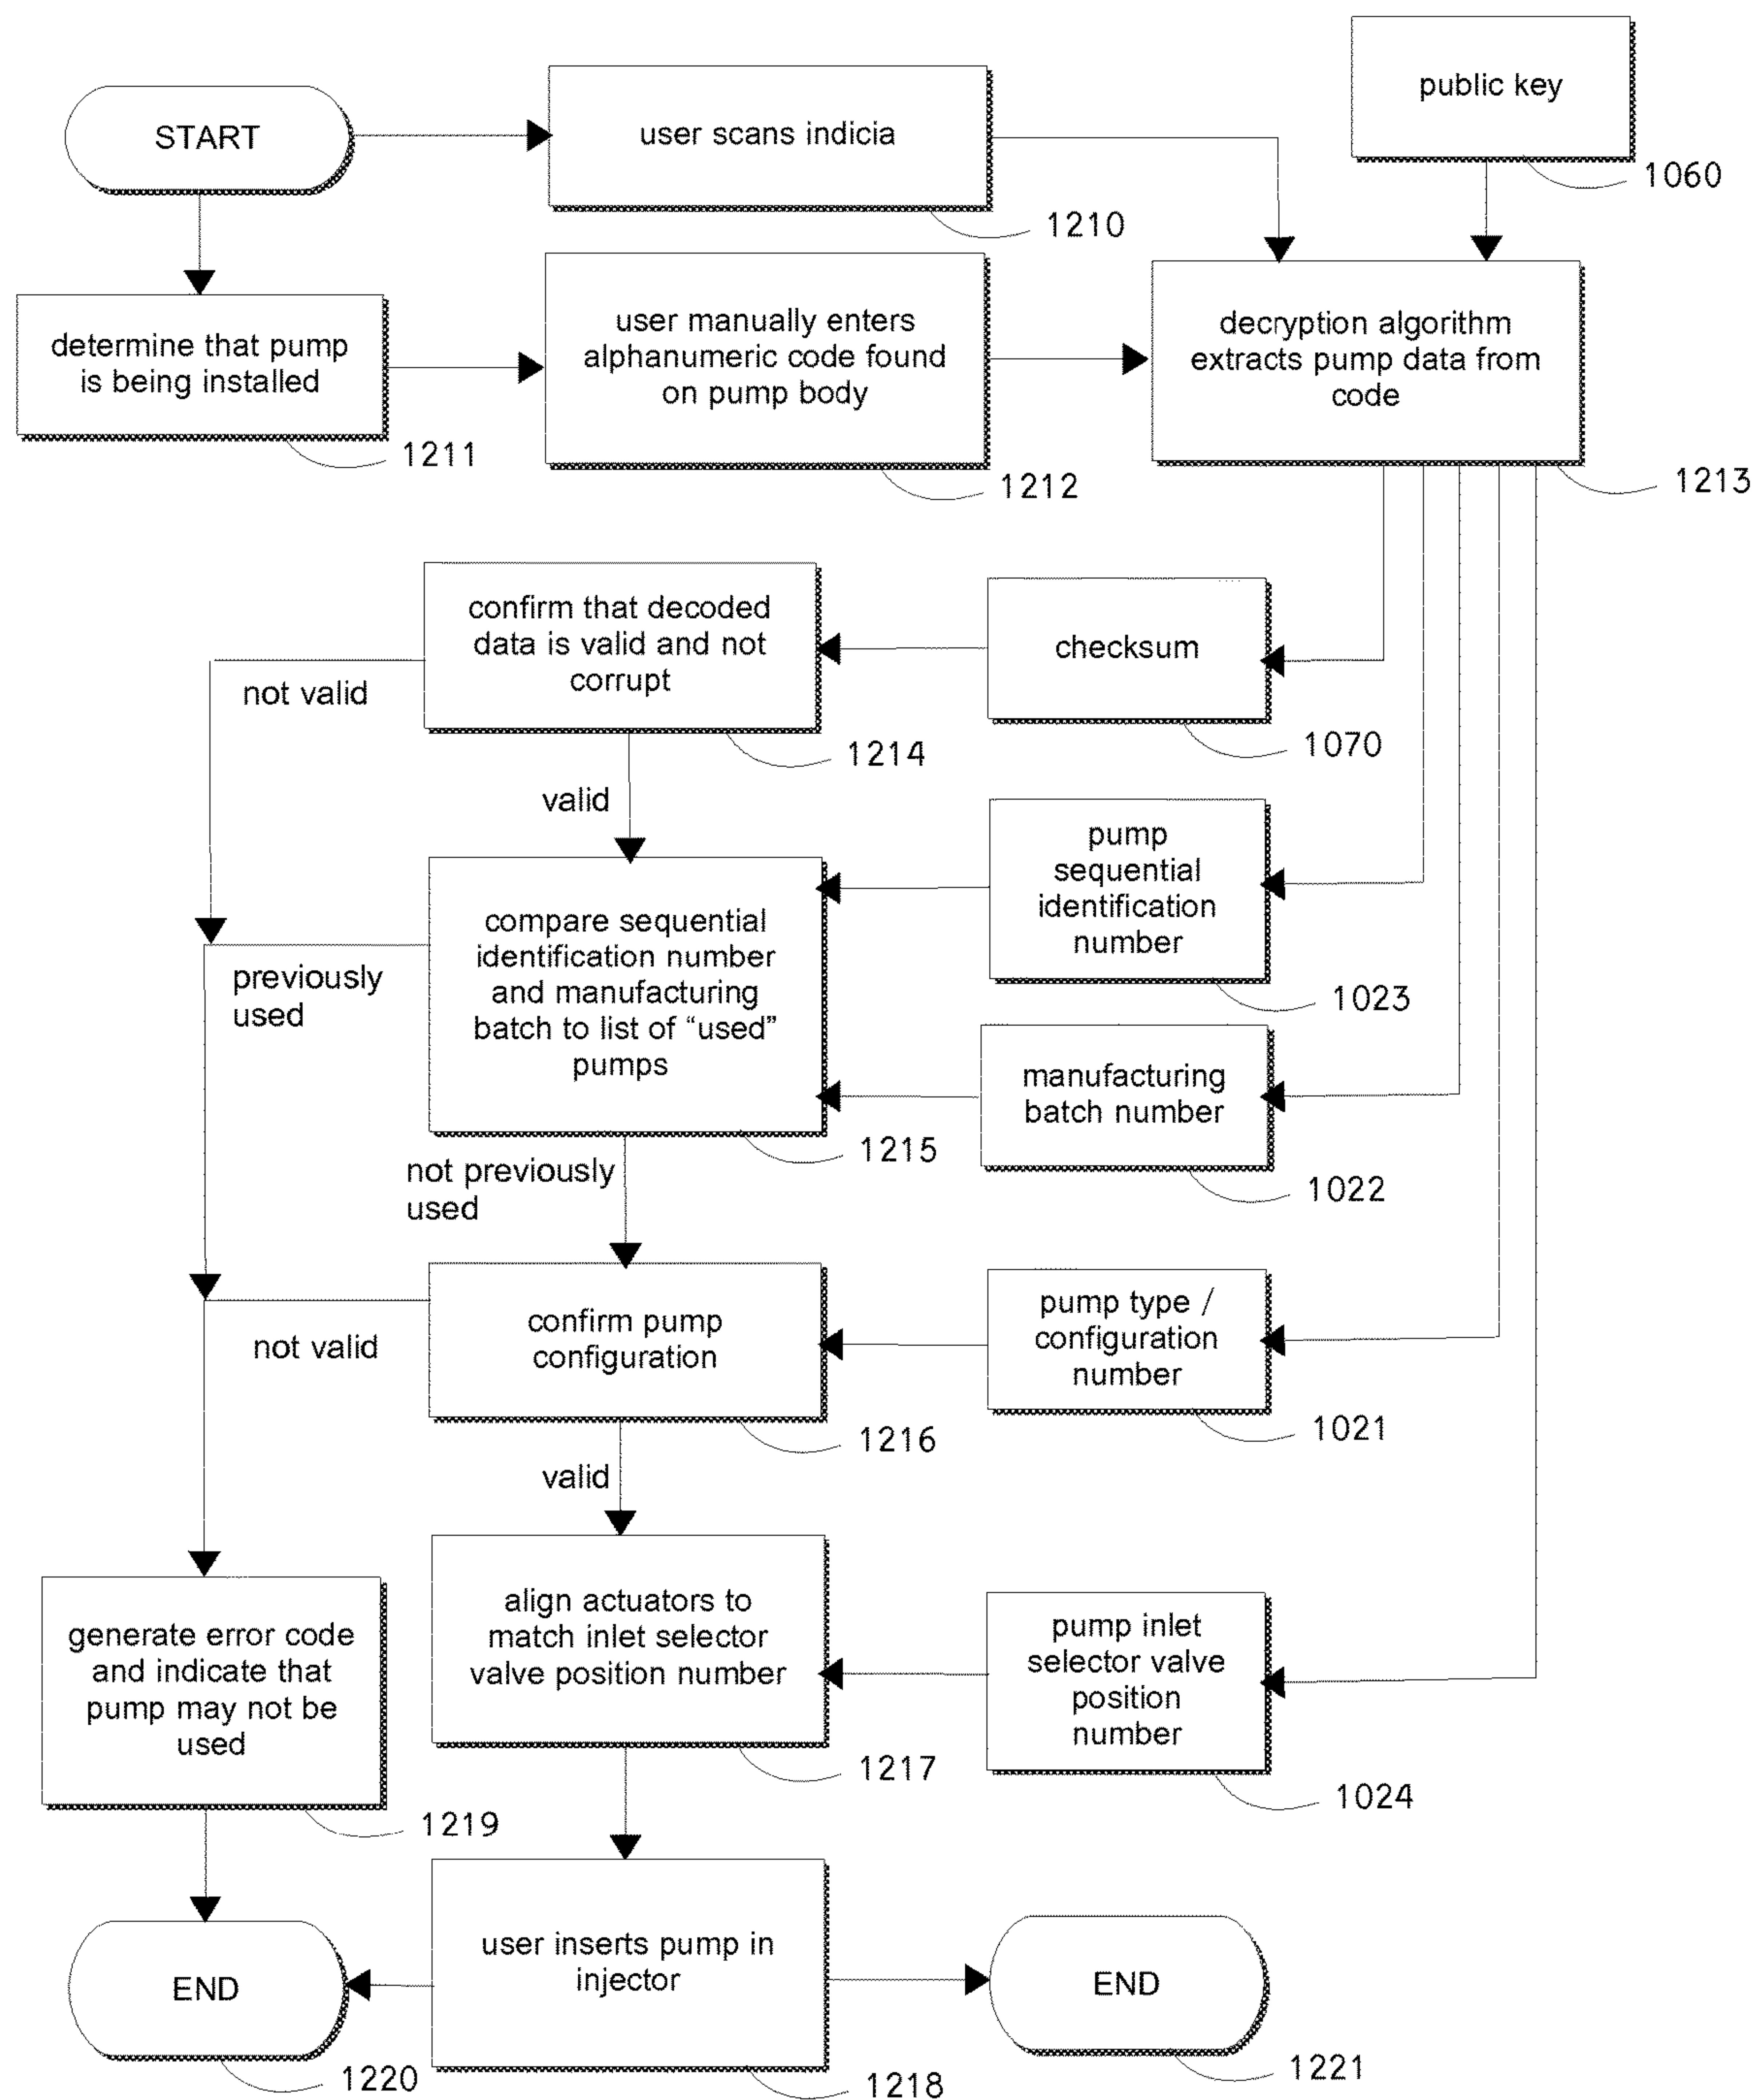 public key
1060
START
user scans indicia
1210
determine that pump
is being installed
1211
user manually enters
alphanumeric code found
on pump body
1212
decryption algorithm
extracts pump data from
code
1213
confirm that decoded
data is valid and not
corrupt
1214
checksum
1070
not valid
valid
pump
sequential
identification
number
1023
compare sequential
identification number
and manufacturing
batch to list of “used”
pumps
1215
previously
used
manufacturing
batch number
1022
not previously
used
confirm pump
configuration
1216
pump type /
configuration
number
1021
not valid
valid
align actuators to
match inlet selector
valve position number
1217
pump inlet
selector valve
position
number
1024
generate error code
and indicate that
pump may not be
used
1219
user inserts pump in
injector
1218
END
1220
END
1221